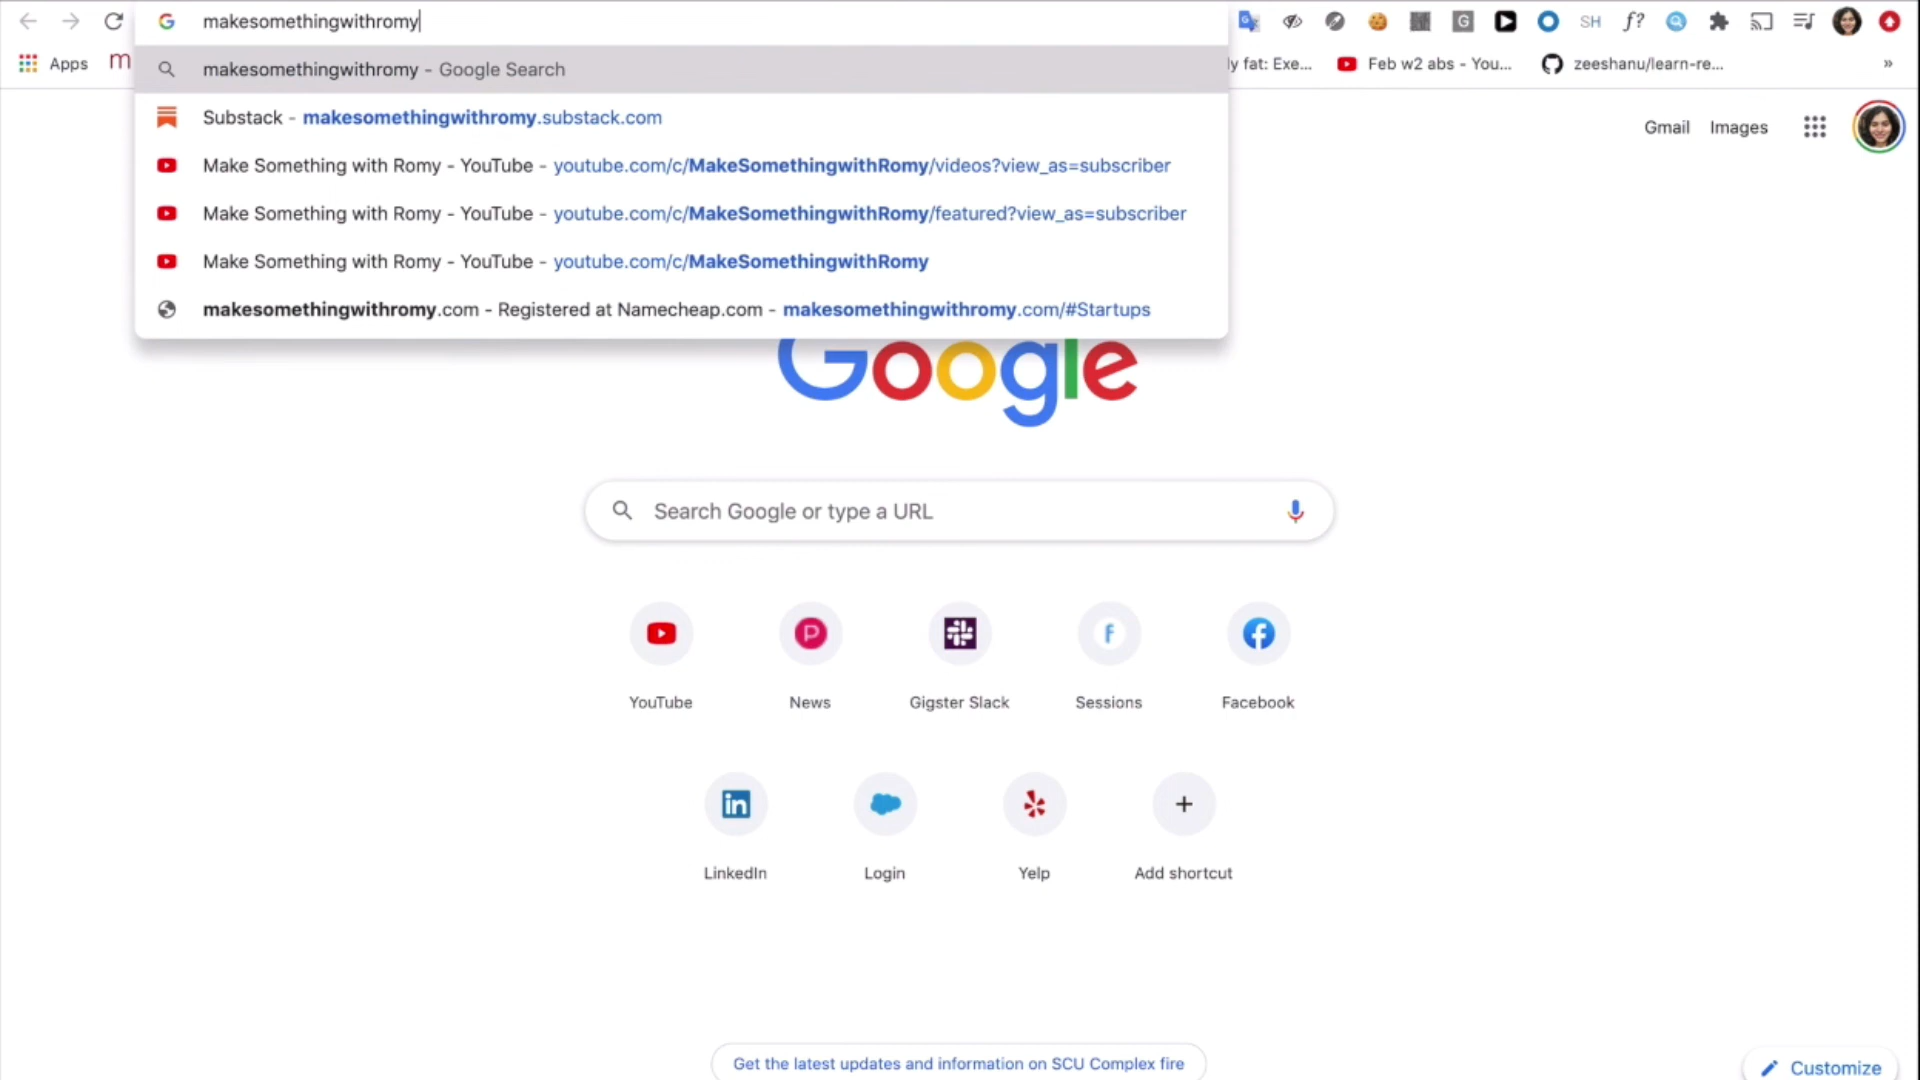 makesomethingwithromy
SH
f?
Apps
m
makesomethingwithromy - Google Search
ly fat: Exe...
Feb w2 abs - You...
zeeshanu/learn-re...
»
Substack - makesomethingwithromy.substack.com
Make Something with Romy - YouTube - youtube.com/c/MakeSomethingwithRomy/videos?view_as=subscriber
Make Something with Romy - YouTube - youtube.com/c/MakeSomethingwithRomy/featured?view_as=subscriber
Make Something with Romy - YouTube - youtube.com/c/MakeSomethingwithRomy
makesomethingwithromy.com - Registered at Namecheap.com - makesomethingwithromy.com/#Startups
Gmail
Images
Google
Search Google or type a URL
YouTube
News
Gigster Slack
Sessions
Facebook
LinkedIn
Login
Yelp
Add shortcut
Get the latest updates and information on SCU Complex fire
Customize